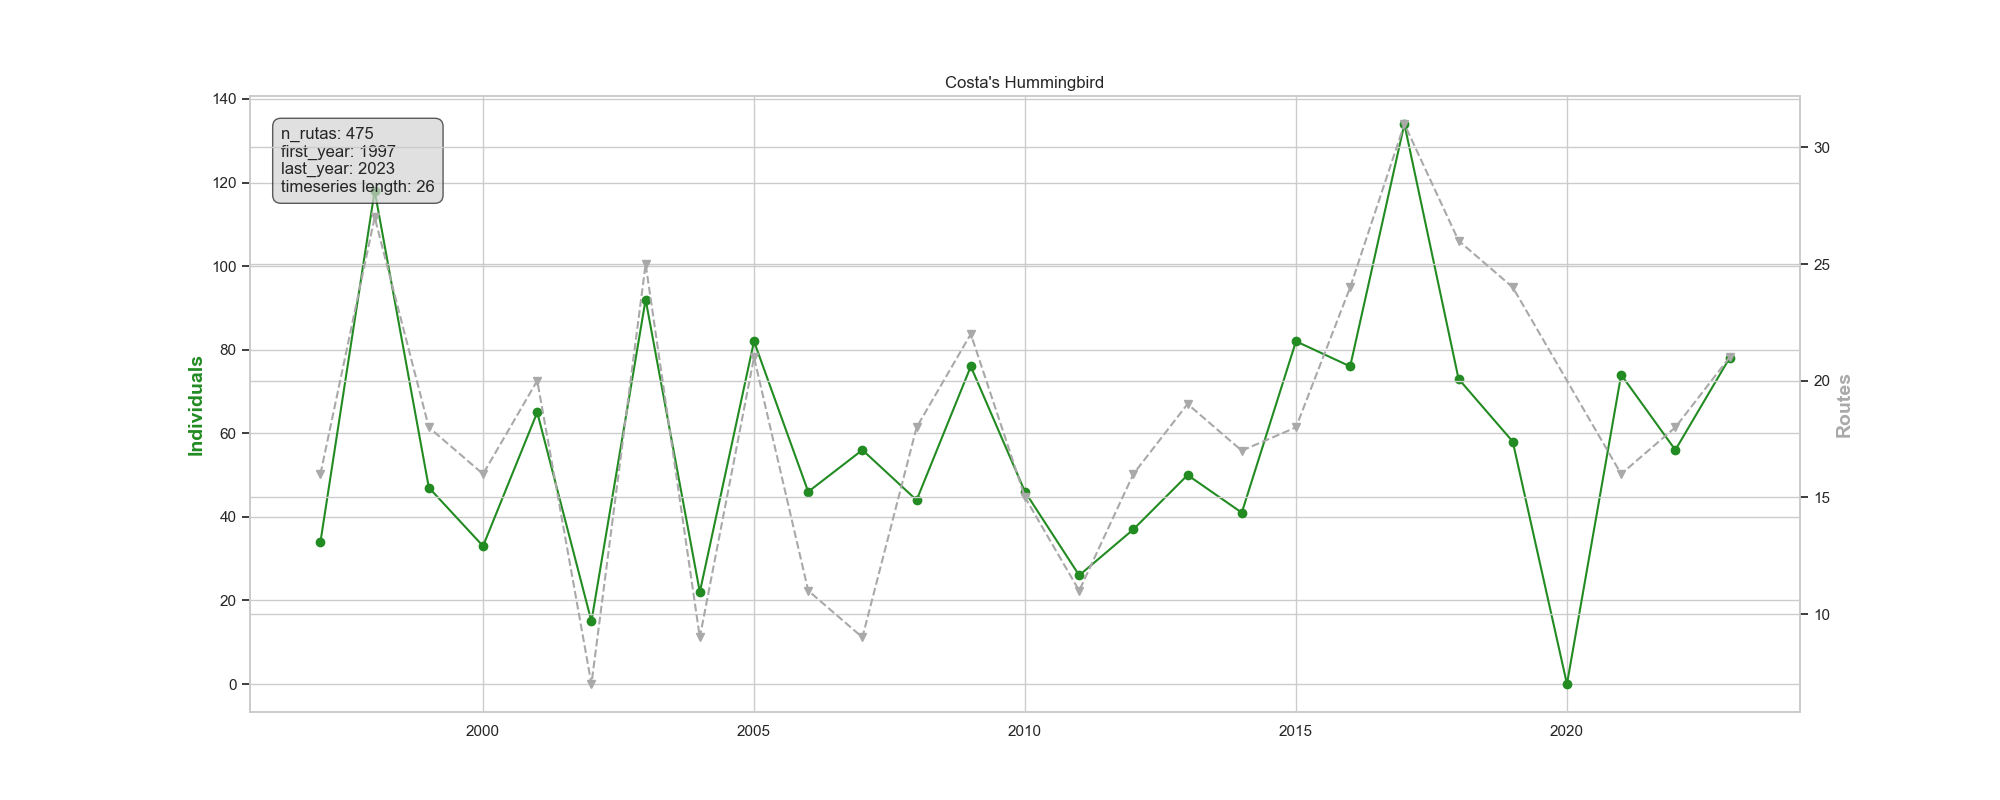 Costa's Hummingbird
n_rutas: 475
first_year: 1997
last_year: 2023
timeseries length: 26
140
120
100
80
60
40
20
0
Individuals
30
25
20
15
10
Routes
2000
2005
2010
2015
2020